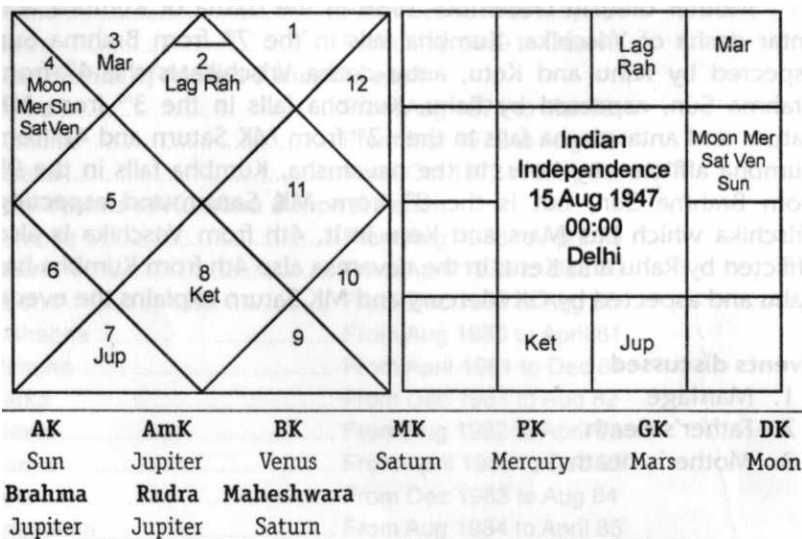 1
2
Lag Rah
3
Mar
12
4
Moon
Mer Sun
Sat Ven
5
11
6
8
Ket
10
7
Jup
9
Lag
Rah
Mar
Indian
Independence
15 Aug 1947
00:00
Delhi
Moon Mer
Sat Ven
Sun
Ket
Jup
AK AmK BK MK PK GK DK
Sun Jupiter Venus Saturn Mercury Mars Moon
Brahma Rudra Maheshwara
Jupiter Jupiter Saturn